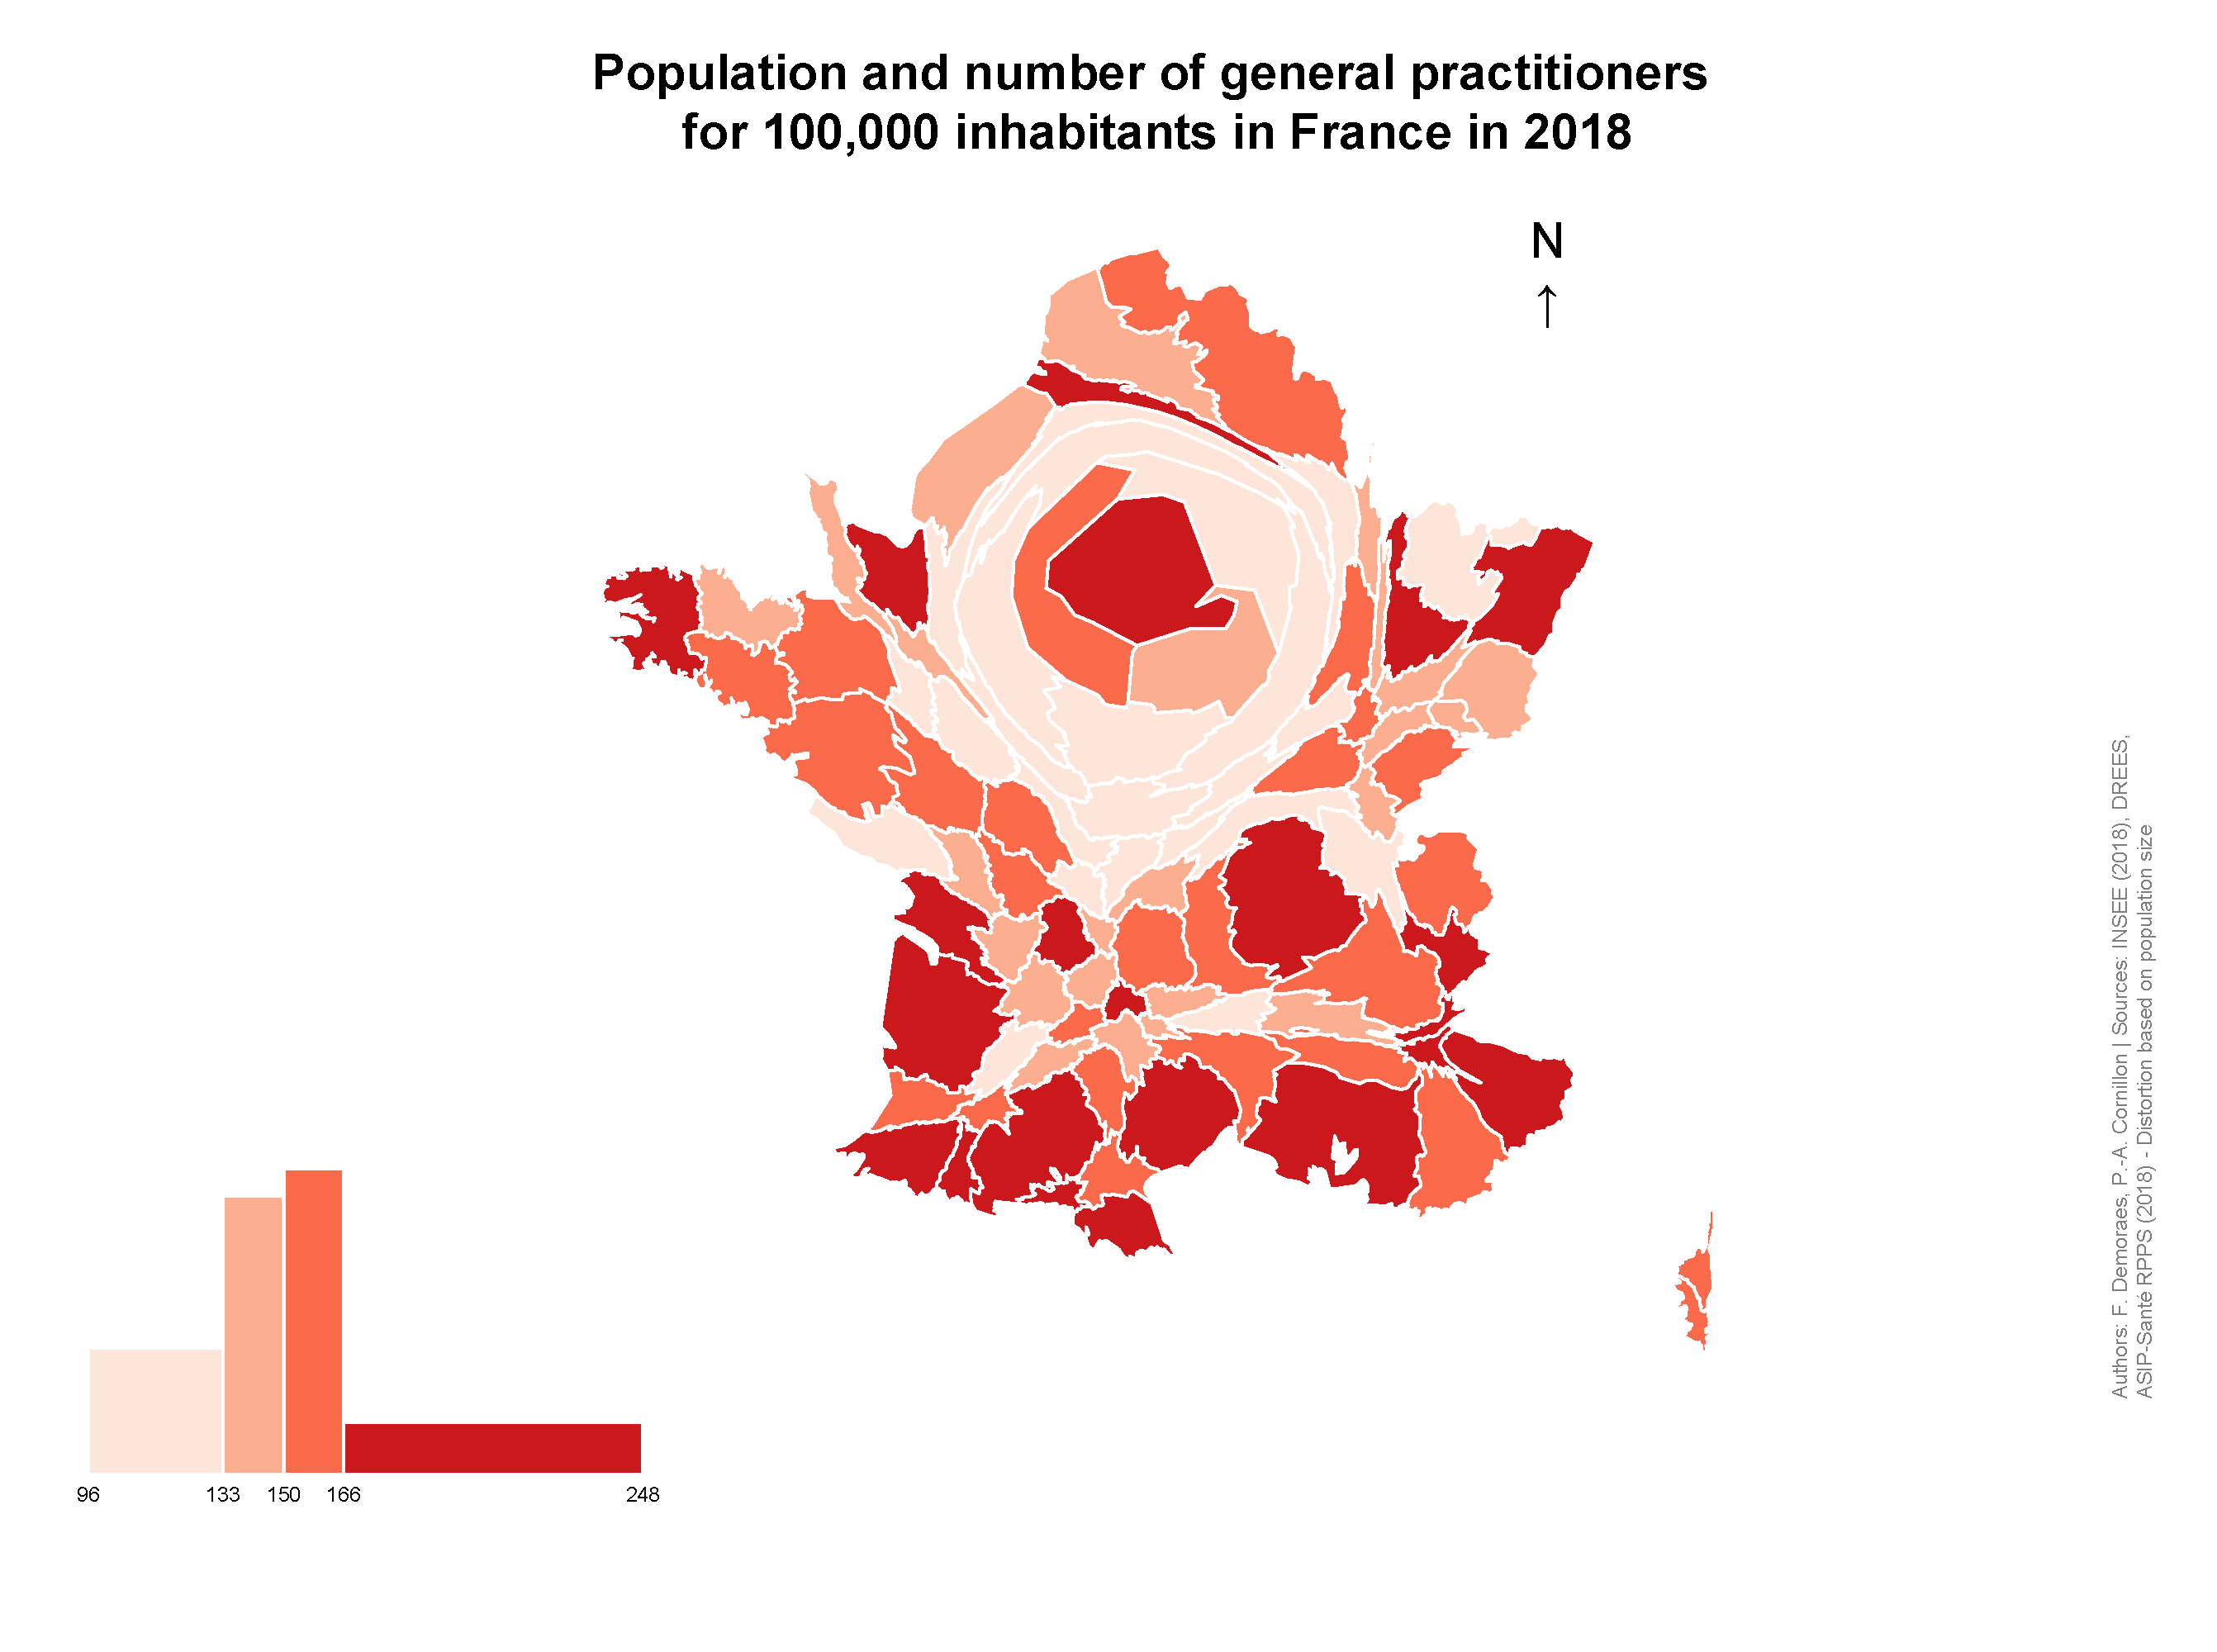 Population and number of general practitioners
for 100,000 inhabitants in France in 2018
N
Authors: F. Demoraes, P.-A. Cornillon | Sources: INSEE (2018), DREES,
ASIP-Santé RPPS (2018) - Distortion based on population size
96 133 150 166 248